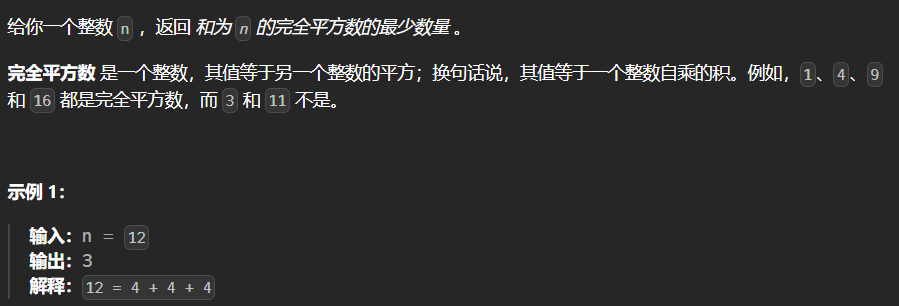 给你一个整数 n ，返回 和为 n 的完全平方数的最少数量 。
完全平方数 是一个整数，其值等于另一个整数的平方；换句话说，其值等于一个整数自乘的积。例如，1、4、9
和 16 都是完全平方数，而 3 和 11 不是。
示例 1：
输入：n = 12
输出：3
解释：12 = 4 + 4 + 4